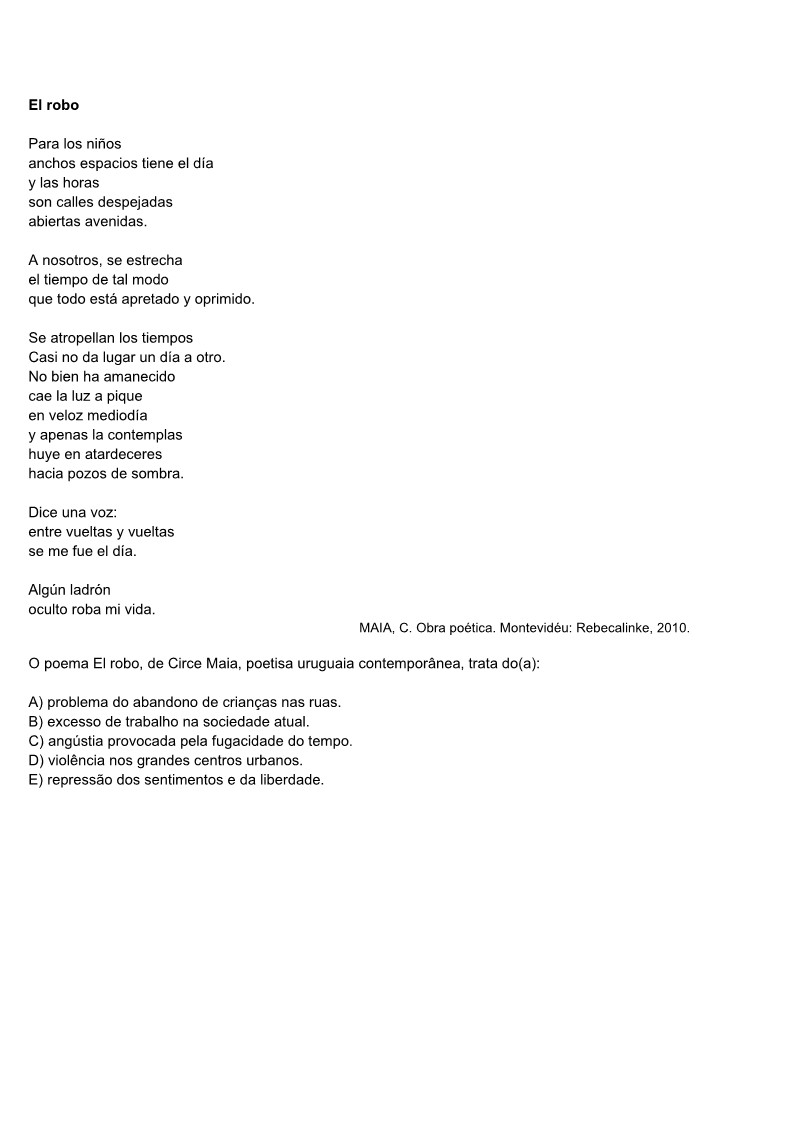 El robo
Para los niños
anchos espacios tiene el día
y las horas
son calles despejadas
abiertas avenidas.
A nosotros, se estrecha
el tiempo de tal modo
que todo está apretado y oprimido.
Se atropellan los tiempos
Casi no da lugar un día a otro.
No bien ha amanecido
cae la luz a pique
en veloz mediodía
y apenas la contemplas
huye en atardeceres
hacia pozos de sombra.
Dice una voz:
entre vueltas y vueltas
se me fue el día.
Algún ladrón
oculto roba mi vida.
MAIA, C. Obra poética. Montevidéu: Rebecalinke, 2010.
O poema El robo, de Circe Maia, poetisa uruguaia contemporânea, trata do(a):
A) problema do abandono de crianças nas ruas.
B) excesso de trabalho na sociedade atual.
C) angústia provocada pela fugacidade do tempo.
D) violência nos grandes centros urbanos.
E) repressão dos sentimentos e da liberdade.